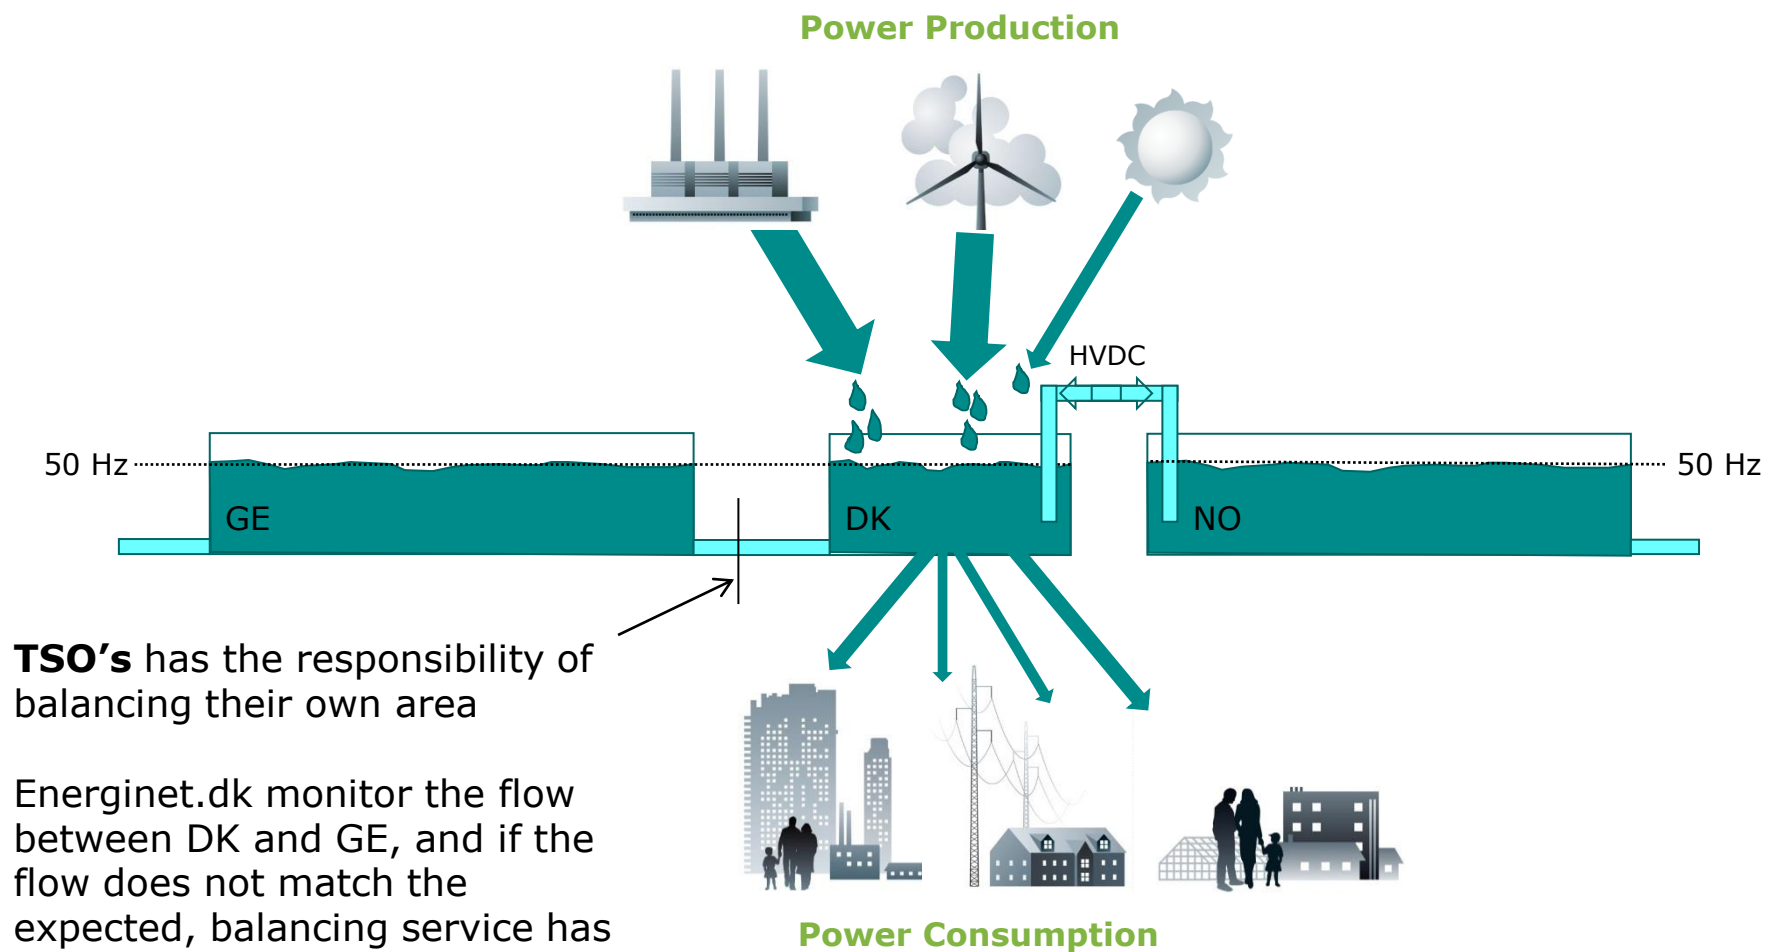 Power Production
HVDC
50 Hz
50 Hz
GE
DK
NO
TSO’s has the responsibility of
balancing their own area
Energinet.dk monitor the flow
between DK and GE, and if the
flow does not match the
expected, balancing service has
Power Consumption